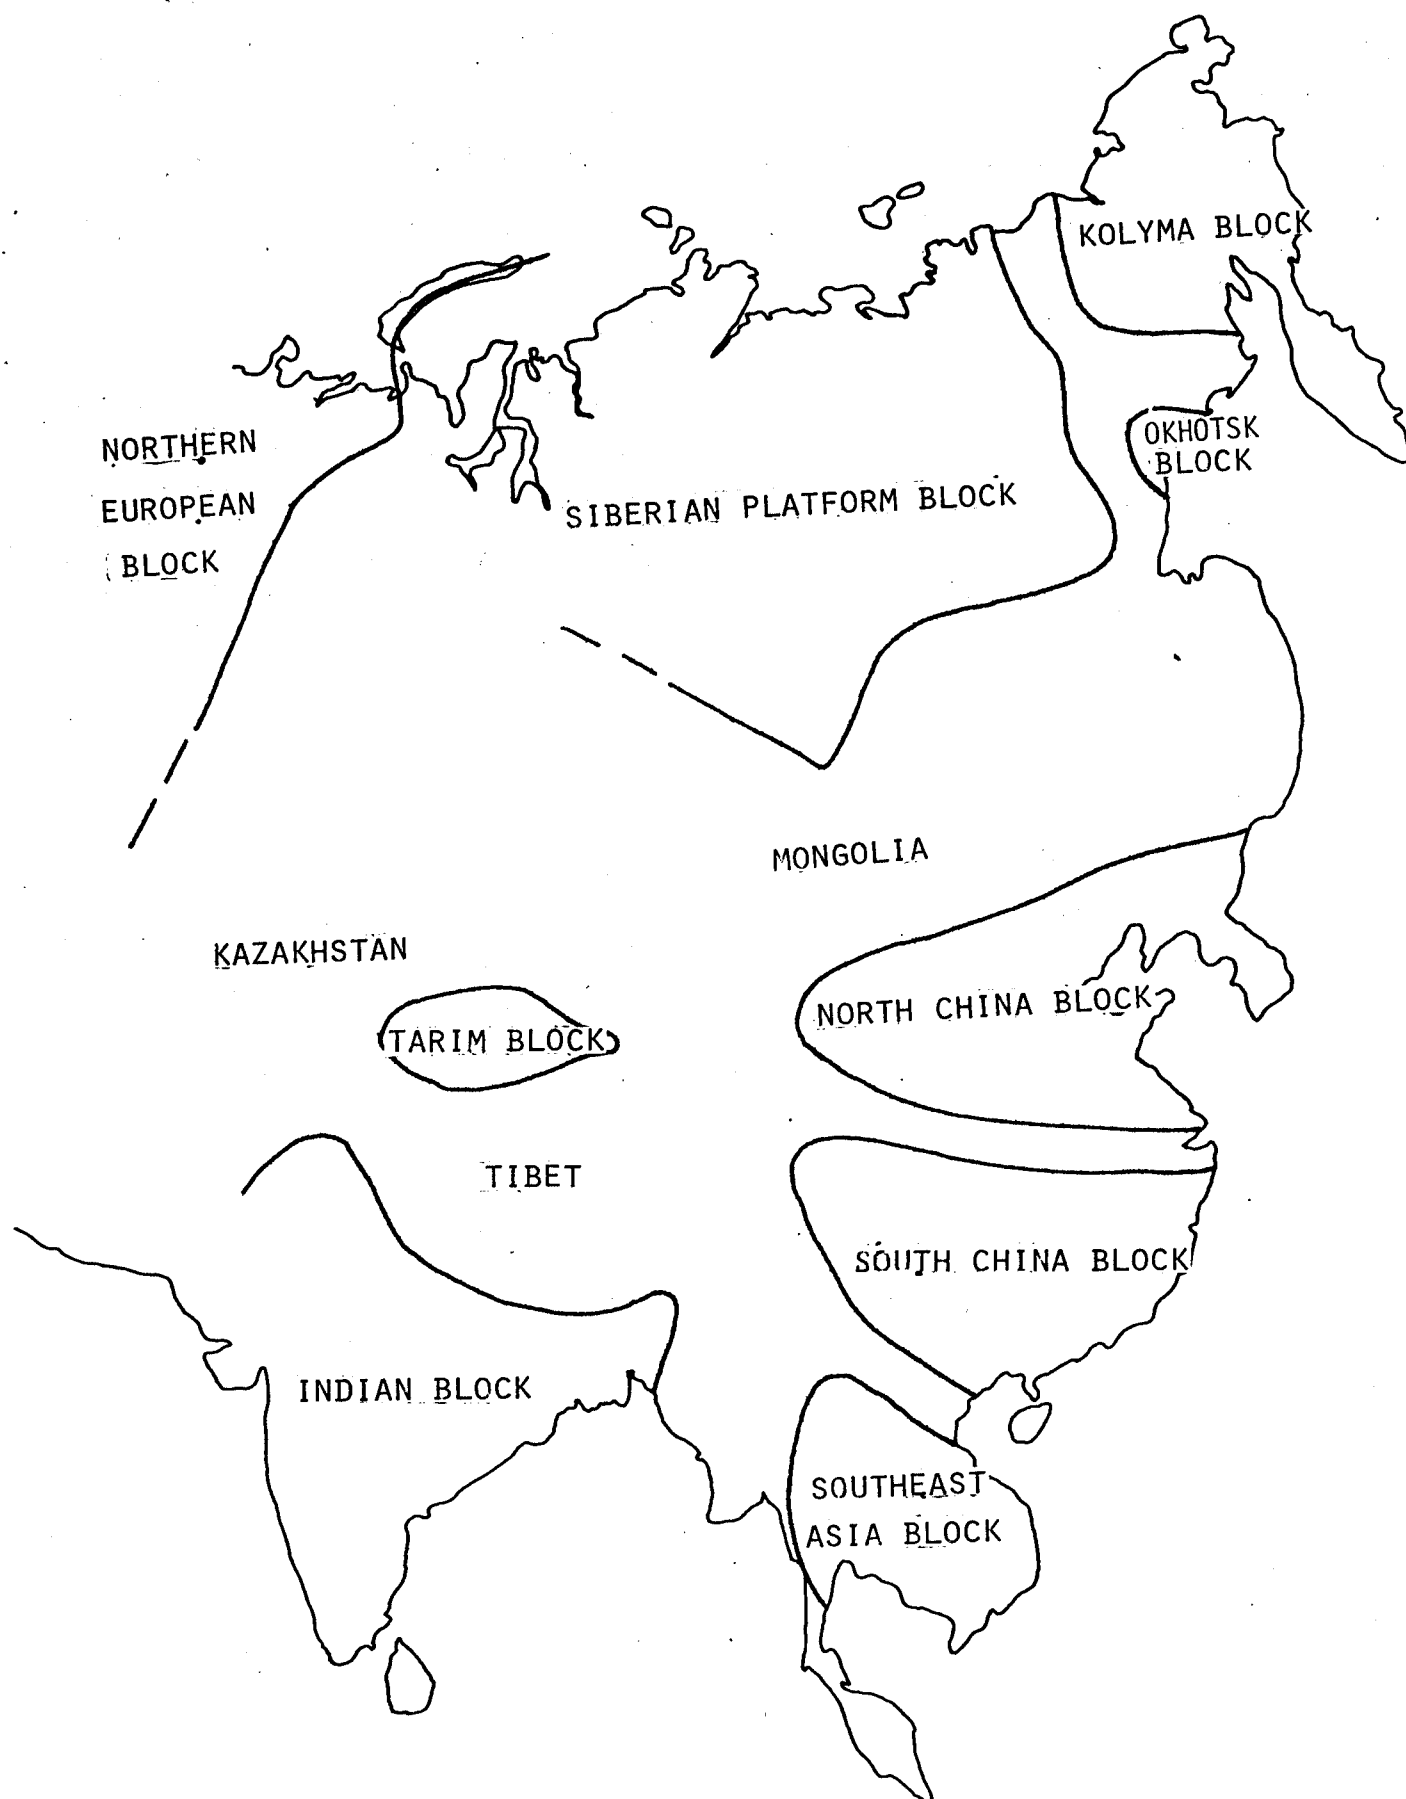 KOLYMA BLOCK
OKHOTSK
BLOCK
NORTHERN
EUROPEAN
BLOCK
SIBERIAN PLATFORM BLOCK
MONGOLIA
KAZAKHSTAN
NORTH CHINA BLOCK
TARIM BLOCK
TIBET
SOUTH CHINA BLOCK
INDIAN BLOCK
SOUTHEAST
ASIA BLOCK